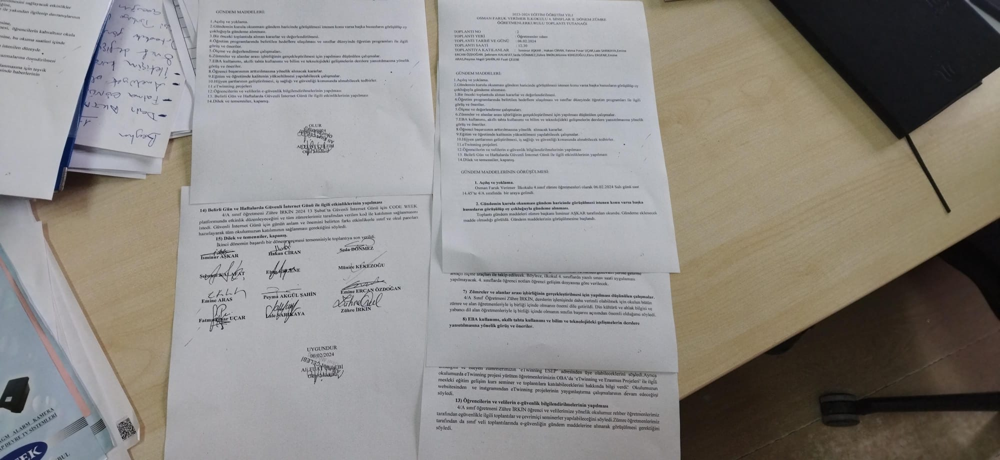 GÜNDEM MADDELERİ:
1.Açılış ve yoklama.
2.Gündemin kurula okunması gündem haricinde görüşülmesi istenen konu varsa başka hususların görüşülüp oy
çokluğuyla gündeme alınması.
3.Bir önceki toplantıda alınan kararlar ve değerlendirilmesi.
4.Öğretim programlarında belirtilen hedeflere ulaşılması ve sınıflar düzeyinde öğretim programları ile ilgili
görüş ve öneriler.
5.Ölçme ve değerlendirme çalışmaları.
6.Zümreler ve alanlar arası işbirliğinin gerçekleştirilmesi için yapılması düşünülen çalışmalar.
7.EBA kullanımı, akıllı tahta kullanımı ve bilim ve teknolojideki gelişmelerin derslere yansıtılmasına yönelik
görüş ve öneriler.
8.Öğrenci başarısının artırılmasına yönelik alınacak kararlar.
9.Eğitim ve öğretimde kalitenin yükseltilmesi yapılabilecek çalışmalar.
10.Hijyen şartlarının geliştirilmesi, iş sağlığı ve güvenliği konusunda alınabilecek tedbirler.
11.eTwinning projeleri
12.Öğrencilerin ve velilerin e-güvenlik bilgilendirilmelerinin yapılması
13. Belirli Gün ve Haftalarda Güvenli İnternet Günü ile ilgili etkinliklerinin yapılması
14.Dilek ve temenniler, kapanış.
OLUR
ALİ FUAT ÇELEBİ
Okul Müdürü
14) Belirli Gün ve Haftalarda Güvenli İnternet Günü ile ilgili etkinliklerinin yapılması
4/A sınıf öğretmeni Zühre İRKİN 2024 13 Şubat'ta Güvenli İnternet Günü için CODE WEEK
platformunda etkinlik düzenleyeceğini ve tüm zümrelerimiz tarafından verilen kod ile katılımın sağlanmasını
istedi. Güvenli İnternet Günü için günün anlam ve önemini belirten farkı etkinliklerle sınıf ve okul panoları
hazırlayarak tüm okulumuzun katılımının sağlanması gerektiğini söyledi.
15) Dilek ve temenniler, kapanış.
İkinci dönemin başarılı bir dönem geçmesi temennisiyle toplantıya son verildi.
İsminur AŞKAR Hakan CİRAN Seda DÖNMEZ
Şebnem KALAFAT ERGENE Münire KEKEZOĞU
Emine ARAS Peyma AKGÜL ŞAHİN Emine ERCAN ÖZDOĞAN
Fatma Pınar UÇAR Lale SARIKAYA Zühre İRKİN
UYGUNDUR
06/02/2024
Ali FUAT ÇELEBİ
Okul Müdürü
2023-2024 EĞİTİM ÖĞRETİM YILI
OSMAN FARUK VERİMER İLKOKULU 4. SINIFLAR II. DÖNEM ZÜMRE
ÖĞRETMENLERKURULU TOPLANTI TUTANAĞI
TOPLANTI NO : 2
TOPLANTI YERİ : Öğretmenler odası
TOPLANTI TARİHİ VE GÜNÜ : 06.02.2024
TOPLANTI SAATİ : 12.30
TOPLANTIYA KATILANLAR : İsminur AŞKAR , Hakan CİRAN, Fatma Pınar UÇAR,Lale SARIKAYA,Emine
ERCAN ÖZDOĞAN ,Şebnem KALAFAT,Seda DÖNMEZ,Zühre İRKİN,Münire KEKEZOĞLU,Ebru ERGENE,Emine
ARAS,Peyma Akgül ŞAHİN,Ali Fuat ÇELEBİ
GÜNDEM MADDELERİ:
1.Açılış ve yoklama.
2.Gündemin kurula okunması gündem haricinde görüşülmesi istenen konu varsa başka hususların görüşülüp oy
çokluğuyla gündeme alınması.
3.Bir önceki toplantıda alınan kararlar ve değerlendirilmesi.
4.Öğretim programlarında belirtilen hedeflere ulaşılması ve sınıflar düzeyinde öğretim programları ile ilgili
görüş ve öneriler.
5.Ölçme ve değerlendirme çalışmaları.
6.Zümreler ve alanlar arası işbirliğinin gerçekleştirilmesi için yapılması düşünülen çalışmalar.
7.EBA kullanımı, akıllı tahta kullanımı ve bilim ve teknolojideki gelişmelerin derslere yansıtılmasına yönelik
görüş ve öneriler.
8.Öğrenci başarısının artırılmasına yönelik alınacak kararlar.
9.Eğitim ve öğretimde kalitenin yükseltilmesi yapılabilecek çalışmalar.
10.Hijyen şartlarının geliştirilmesi, iş sağlığı ve güvenliği konusunda alınabilecek tedbirler.
11.eTwinning projeleri
12.Öğrencilerin ve velilerin e-güvenlik bilgilendirilmelerinin yapılması
13. Belirli Gün ve Haftalarda Güvenli İnternet Günü ile ilgili etkinliklerinin yapılması
14.Dilek ve temenniler, kapanış.
GÜNDEM MADDELERİNİN GÖRÜŞÜLMESİ:
1. Açılış ve yoklama.
Osman Faruk Verimer İlkokulu 4.sınıf zümre öğretmenleri olarak 06.02.2024 Salı günü saat
14.45'te 4/A sınıfında bir araya gelindi.
2. Gündemin kurula okunması gündem haricinde görüşülmesi istenen konu varsa başka
hususların görüşülüp oy çokluğuyla gündeme alınması.
Toplantı gündem maddeleri zümre başkanı İsminur AŞKAR tarafından okundu. Gündeme eklenecek
madde olmadığı görüldü. Gündem maddelerinin görüşülmesine başlandı.
amaçlı ölçme araçları ile takip edilecek. Böylece, ilkokul 4. sınıflarda yazılı sınav saati uygulaması
yapılmayacak. 4. sınıflarda öğrenci notları öğrenci gelişim dosyasına göre verilecek.
7) Zümreler ve alanlar arası işbirliğinin gerçekleştirilmesi için yapılması düşünülen çalışmalar.
4/A Sınıf Öğretmeni Zühre İRKİN, derslerin işlenişinde daha verimli olabilmek için okulun bütün
zümre ve alan öğretmenleriyle iş birliği içinde olmanın önemi dile getirildi. Din kültürü ve ahlak bilgisi ve
yabancı dil alan öğretmenleriyle iş birliği içinde olmanın sınıfın başarısı açısından önemli olduğunu söyledi.
8) EBA kullanımı, akıllı tahta kullanımı ve bilim ve teknolojideki gelişmelerin derslere
yansıtılmasına yönelik görüş ve öneriler.
ve isteyen zümrelerimizin 'eTwinning ESEP' adresinden üye olabileceklerini söyledi.Ayrıca
okulumuzda eTwinning projesi yürüten öğretmenlerimizin OBA'da 'eTwinning ve Erasmus Projeleri' ile ilgili
mesleki eğitim gelişim kurs seminer ve toplantılara katılabileceklerini hakkında bilgi verdi. Okulumuzun
websitesinden ve instgramından eTwinning projelerinin yaygınlaştırma çalışmalarının devam edeceğini
söyledi.
13) Öğrencilerin ve velilerin e-güvenlik bilgilendirilmelerinin yapılması
4/A sınıf öğretmeni Zühre İRKİN öğrenci ve velilerimize yönelik okulumuz rehber öğretmenlerimiz
tarafından egüvenlikle ilgili toplantılar ve çevrimiçi seminerler yapılabileceğini söyledi.Zümre öğretmenlerimiz
tarafından da sınıf veli toplantılarında e-güvenliğin gündem maddelerine alınarak görüşülmesi gerektiğini
söyledi.
sağlayacak etkinlikler
ile yakından ilgilenip davranışlarının
öğrencilerin kahvaltısız okula
bu okuma saatleri içinde
istenilen düzeyde
özendirilmesi
için teşvik
haberlerinin
ALARM KAMERA
DEVRE TV SİSTEMLERİ